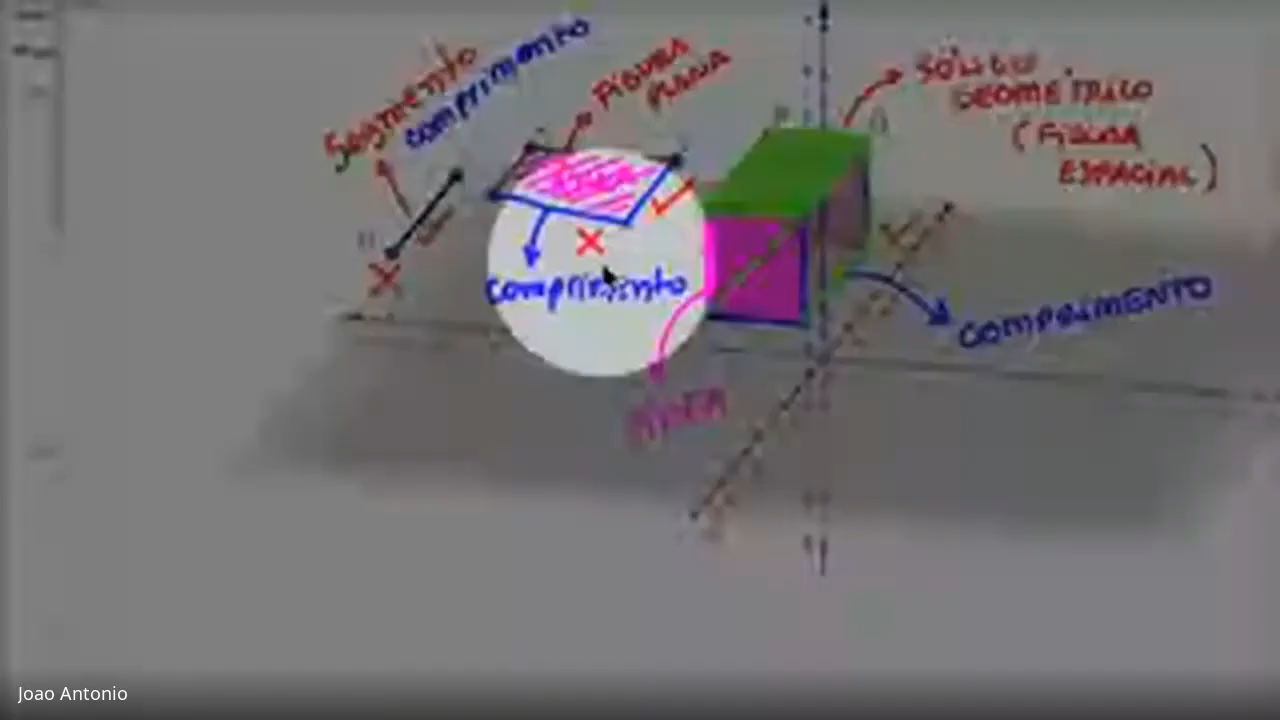 Segmento
comprimento
FIGURA
PLANA
SÓLIDO
GEOMÉTRICO
(FIGURA
ESPACIAL)
comprimento
COMPRIMENTO
ÁREA
Joao Antonio